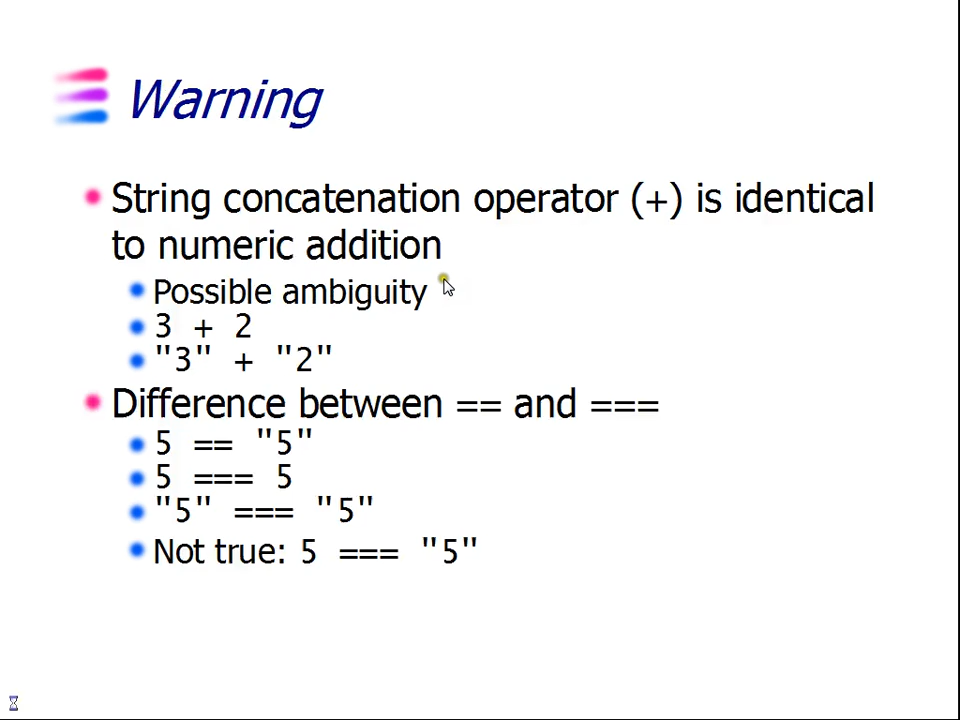 Warning
String concatenation operator (+) is identical
to numeric addition
Possible ambiguity
3 + 2
"3" + "2"
Difference between == and ===
5 == "5"
5 === 5
"5" === "5"
Not true: 5 === "5"